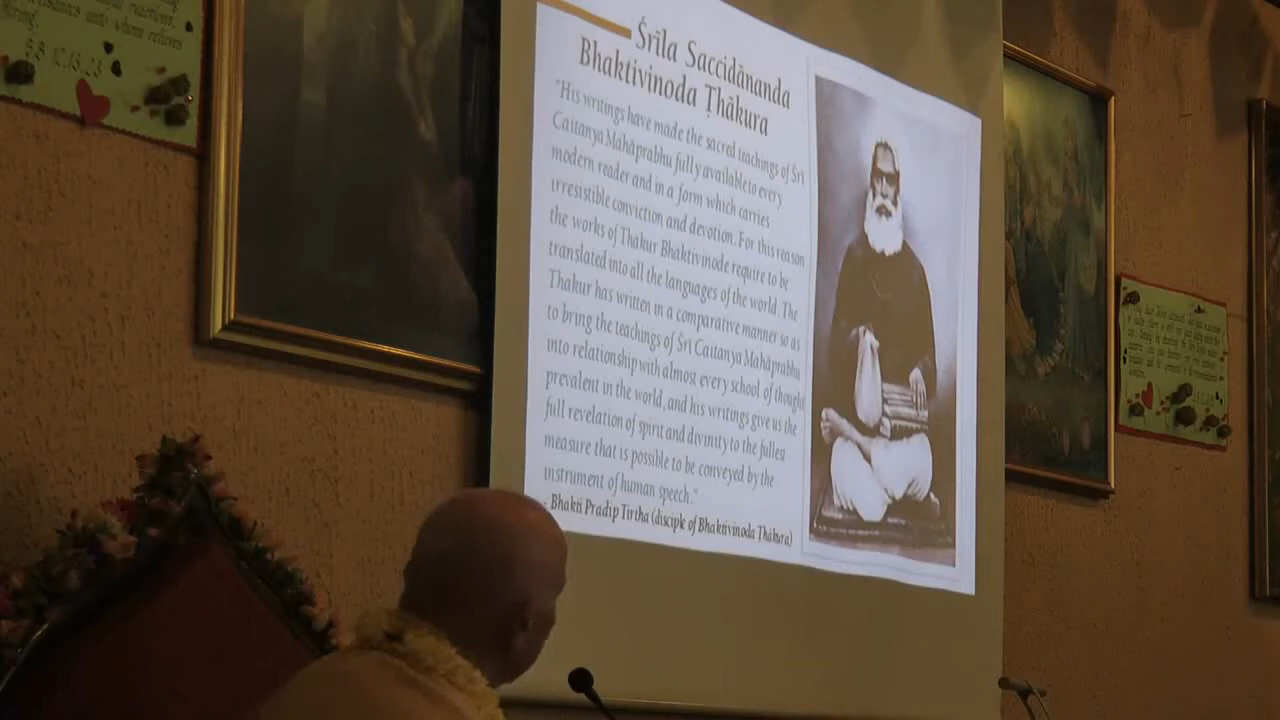 S.B 10.13.23
Śrīla Saccidānanda
Bhaktivinoda Ṭhākura
"His writings have made the sacred teachings of Śrī
Caitanya Mahāprabhu fully available to every
modern reader and in a form which carries
irresistible conviction and devotion. For this reason
the works of Thakur Bhaktivinode require to be
translated into all the languages of the world. The
Thakur has written in a comparative manner so as
to bring the teachings of Śrī Caitanya Mahāprabhu
into relationship with almost every school of thought
prevalent in the world, and his writings give us the
full revelation of spirit and divinity to the fullest
measure that is possible to be conveyed by the
instrument of human speech."
- Bhakti Pradip Tirtha (disciple of Bhaktivinoda Ṭhākura)